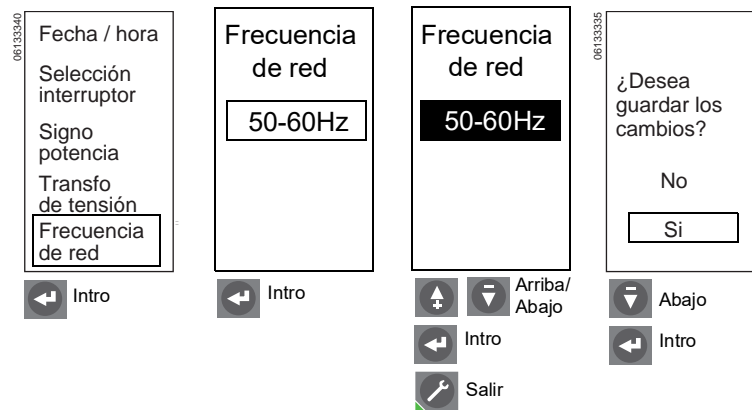 06133340
Fecha / hora
Selección
interruptor
Signo
potencia
Transfo
de tensión
Frecuencia
de red
Intro
Frecuencia
de red
50-60Hz
Intro
Frecuencia
de red
50-60Hz
Arriba/
Abajo
Intro
Salir
06133335
¿Desea
guardar los
cambios?
No
Si
Abajo
Intro